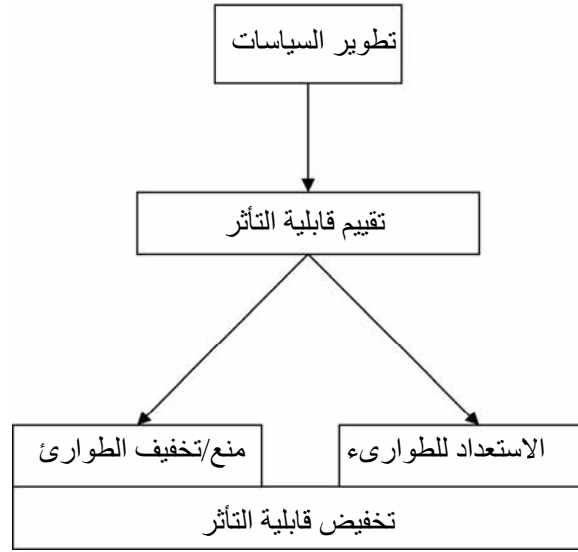 تطوير السياسات
تقييم قابلية التأثر
الاستعداد للطوارىء
منع/تخفيف الطوارئ
تخفيض قابلية التأثر